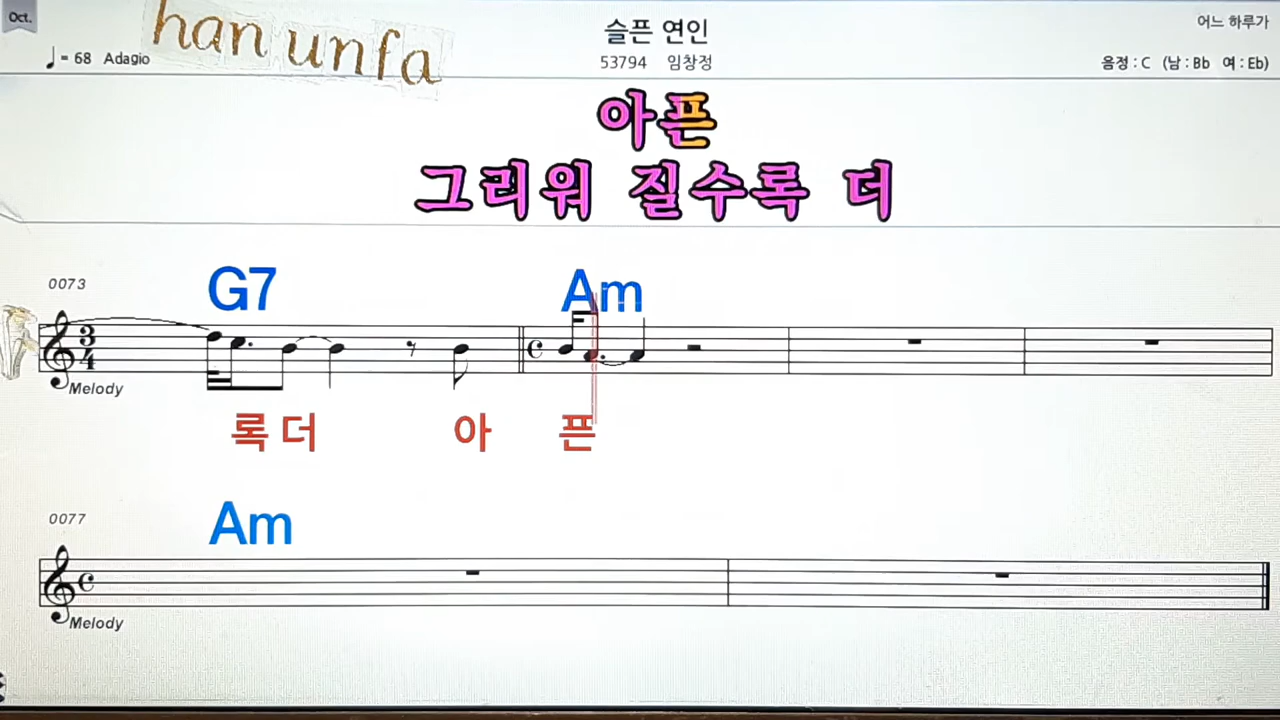 Oct.
han unfa
슬픈 연인
어느 하루가
♩= 68 Adagio
53794 임창정
음정 : C (남 : Bb 여 : Eb)
아픈
그리워 질수록 더
0073
G7 Am
3
4
Melody
록 더 아 픈
0077
Am
Melody